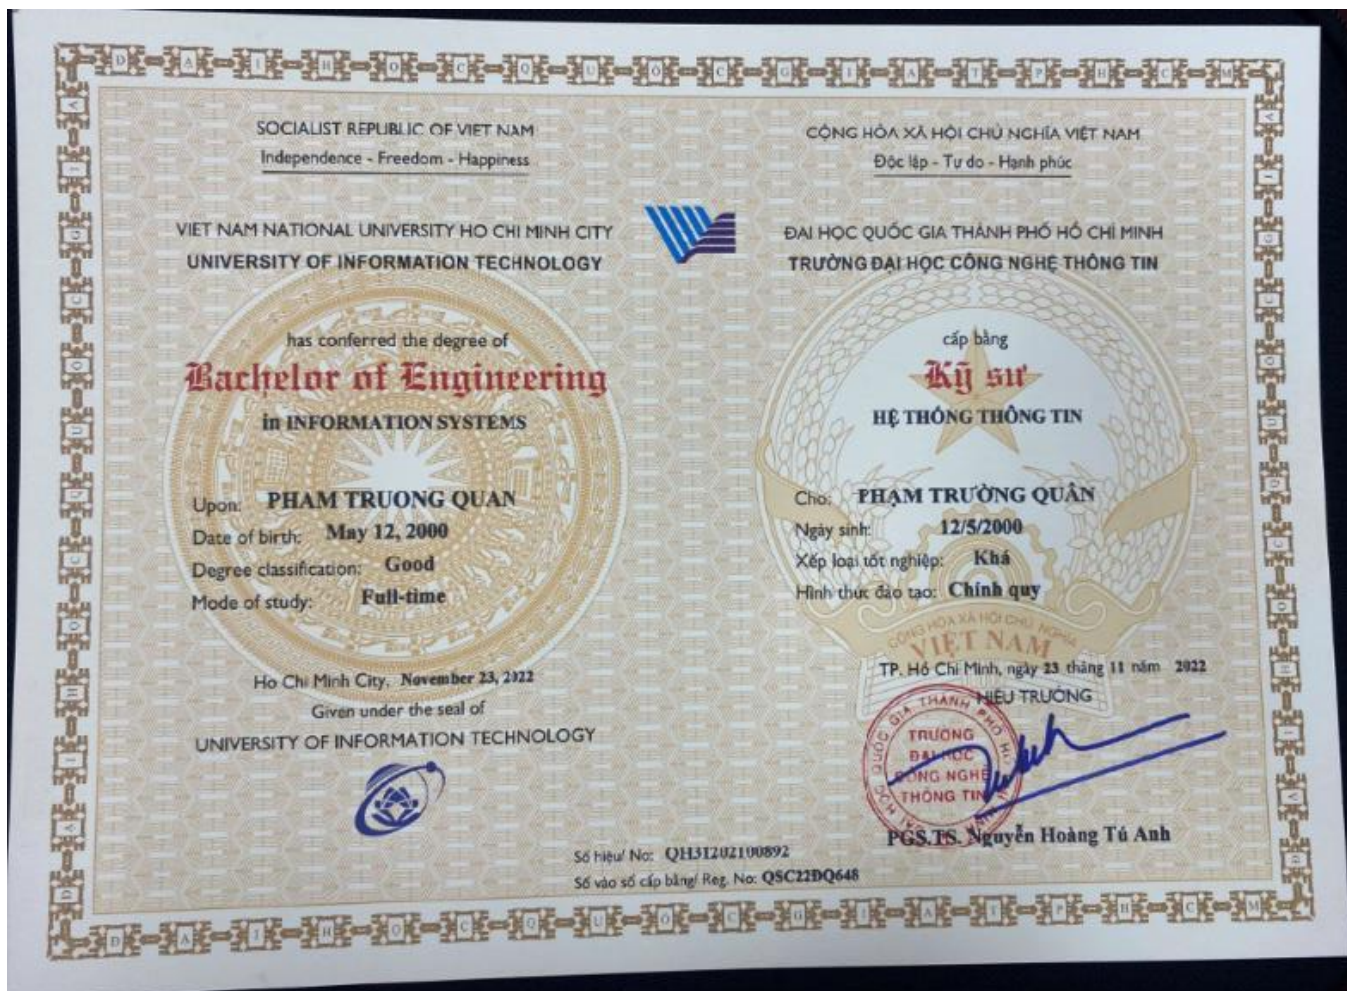 SOCIALIST REPUBLIC OF VIET NAM
Independence - Freedom - Happiness
VIET NAM NATIONAL UNIVERSITY HO CHI MINH CITY
UNIVERSITY OF INFORMATION TECHNOLOGY
has conferred the degree of
Bachelor of Engineering
in INFORMATION SYSTEMS
Upon: PHAM TRUONG QUAN
Date of birth: May 12, 2000
Degree classification: Good
Mode of study: Full-time
Ho Chi Minh City, November 23, 2022
Given under the seal of
UNIVERSITY OF INFORMATION TECHNOLOGY
CỘNG HÒA XÃ HỘI CHỦ NGHĨA VIỆT NAM
Độc lập - Tự do - Hạnh phúc
ĐẠI HỌC QUỐC GIA THÀNH PHỐ HỒ CHÍ MINH
TRƯỜNG ĐẠI HỌC CÔNG NGHỆ THÔNG TIN
cấp bằng
Kỹ sư
HỆ THỐNG THÔNG TIN
Cho: PHẠM TRƯỜNG QUÂN
Ngày sinh: 12/5/2000
Xếp loại tốt nghiệp: Khá
Hình thức đào tạo: Chính quy
CỘNG HÒA XÃ HỘI CHỦ NGHĨA
VIỆT NAM
TP. Hồ Chí Minh, ngày 23 tháng 11 năm 2022
HIỆU TRƯỞNG
TRƯỜNG
ĐẠI HỌC
CÔNG NGHỆ
THÔNG TIN
PGS.TS. Nguyễn Hoàng Tú Anh
Số hiệu/ No: QH31202100892
Số vào sổ cấp bằng/ Reg. No: QSC22DQ648